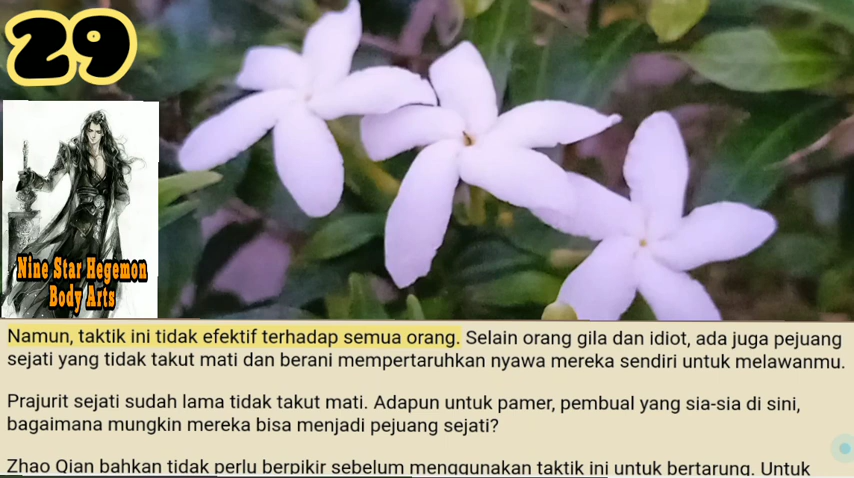 29
Nine Star Hegemon
Body Arts
Namun, taktik ini tidak efektif terhadap semua orang. Selain orang gila dan idiot, ada juga pejuang
sejati yang tidak takut mati dan berani mempertaruhkan nyawa mereka sendiri untuk melawanmu.
Prajurit sejati sudah lama tidak takut mati. Adapun untuk pamer, pembual yang sia-sia di sini,
bagaimana mungkin mereka bisa menjadi pejuang sejati?
Zhao Qian bahkan tidak perlu berpikir sebelum menggunakan taktik ini untuk bertarung. Untuk